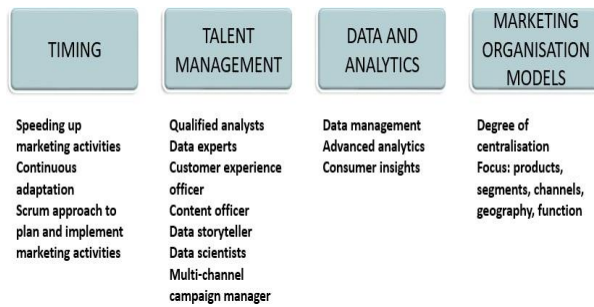 TIMING
Speeding up
marketing activities
Continuous
adaptation
Scrum approach to
plan and implement
marketing activities
TALENT
MANAGEMENT
Qualified analysts
Data experts
Customer experience
officer
Content officer
Data storyteller
Data scientists
Multi-channel
campaign manager
DATA AND
ANALYTICS
Data management
Advanced analytics
Consumer insights
MARKETING
ORGANISATION
MODELS
Degree of
centralisation
Focus: products,
segments, channels,
geography, function